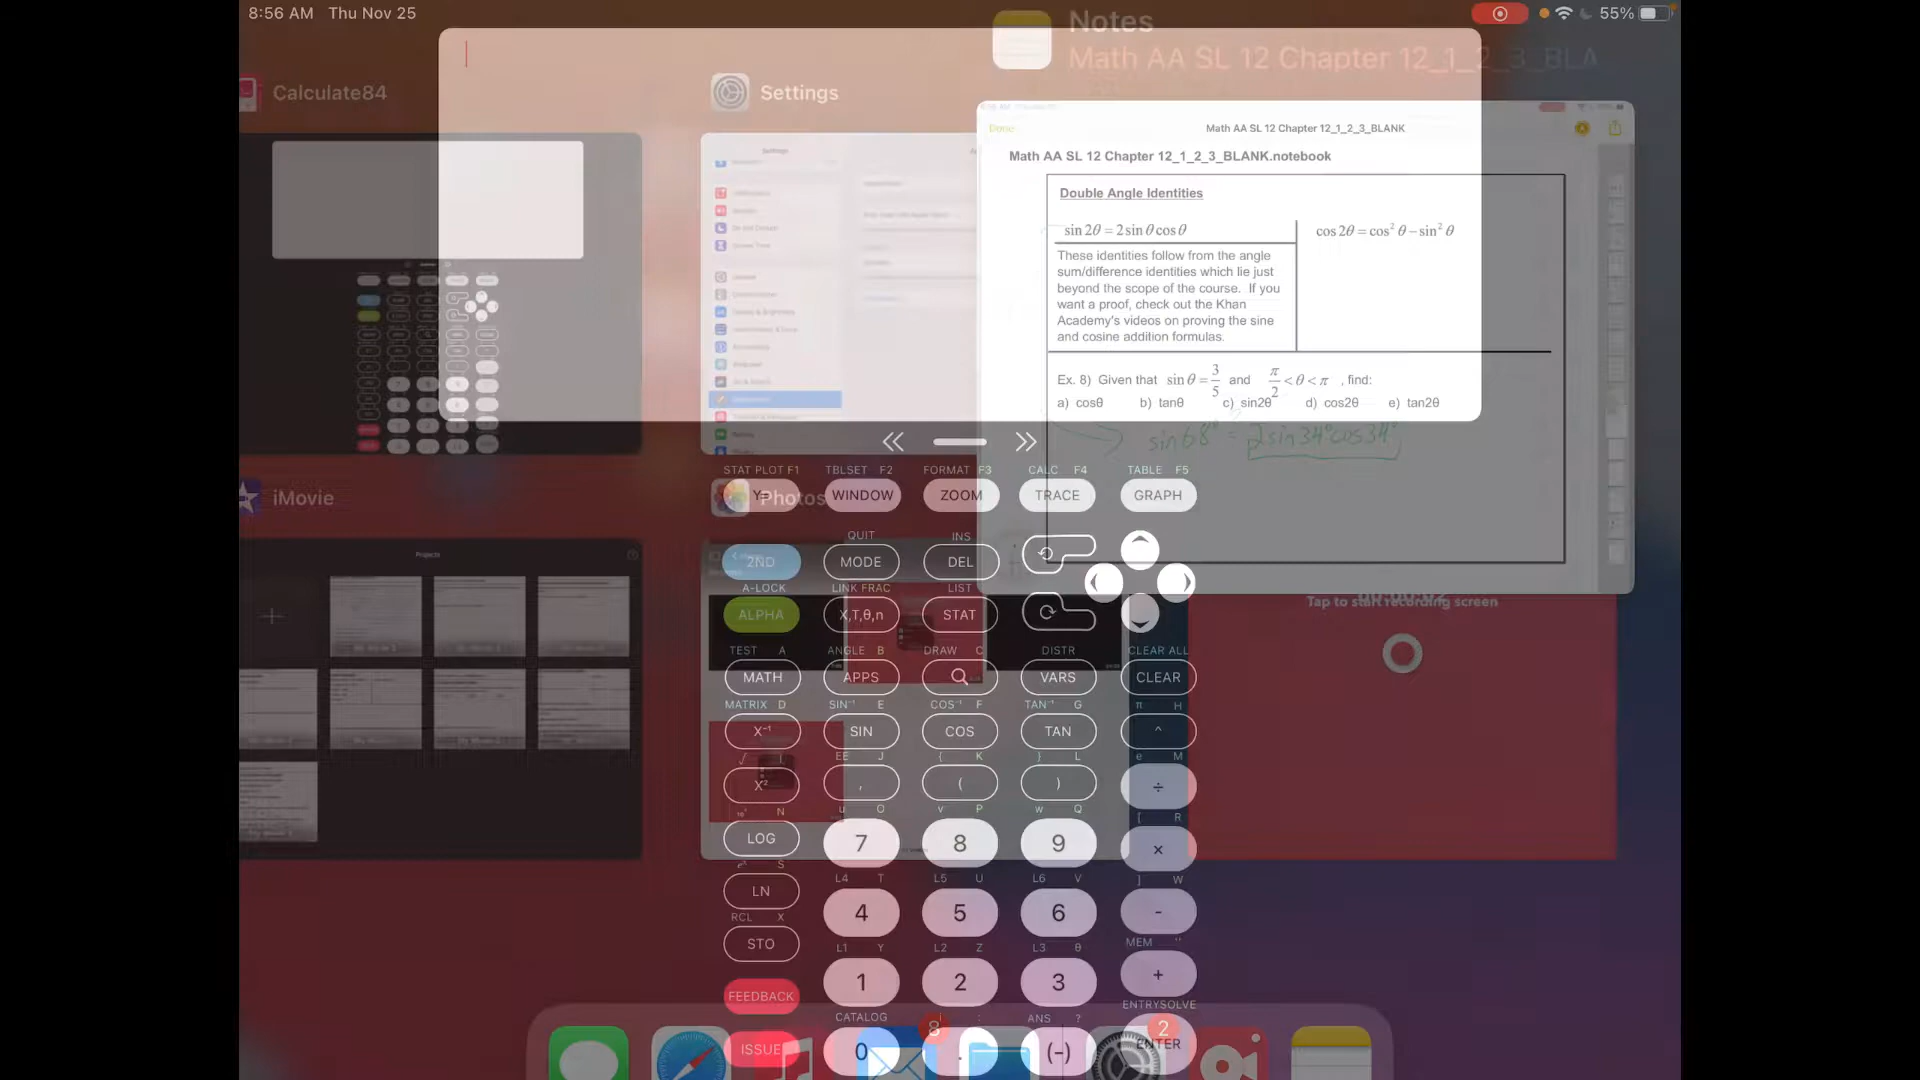 8:56 AM Thu Nov 25
55%
Notes
Math AA SL 12 Chapter 12_1_2_3_BLA
Calculate84
Settings
Settings
Done
Math AA SL 12 Chapter 12_1_2_3_BLANK
Math AA SL 12 Chapter 12_1_2_3_BLANK.notebook
Double Angle Identities
sin 2θ = 2 sin θ cos θ
cos 2θ = cos² θ − sin² θ
These identities follow from the angle
sum/difference identities which lie just
beyond the scope of the course. If you
want a proof, check out the Khan
Academy's videos on proving the sine
and cosine addition formulas.
Ex. 8) Given that sin θ = 3/5 and π/2 < θ < π , find:
a) cosθ b) tanθ c) sin2θ d) cos2θ e) tan2θ
sin 68° = 2 sin 34° cos 34°
STAT PLOT F1 TBLSET F2 FORMAT F3 CALC F4 TABLE F5
Y= WINDOW ZOOM TRACE GRAPH
iMovie
Photos
Projects
QUIT INS
2ND MODE DEL
A-LOCK LINK FRAC LIST
ALPHA X,T,θ,n STAT
Tap to start recording screen
TEST A ANGLE B DRAW C DISTR CLEAR ALL
MATH APPS VARS CLEAR
MATRIX D SIN⁻¹ E COS⁻¹ F TAN⁻¹ G π H
X⁻¹ SIN COS TAN ^
√ I EE J { K } L e M
X² , ( ) ÷
N u O v P w Q [ R
LOG 7 8 9 ×
S L4 T L5 U L6 V ] W
LN 4 5 6 -
RCL X L1 Y L2 Z L3 θ MEM "
STO 1 2 3 +
FEEDBACK
CATALOG : ANS ? ENTRYSOLVE
ISSUE 0 . (-) ENTER
8
2